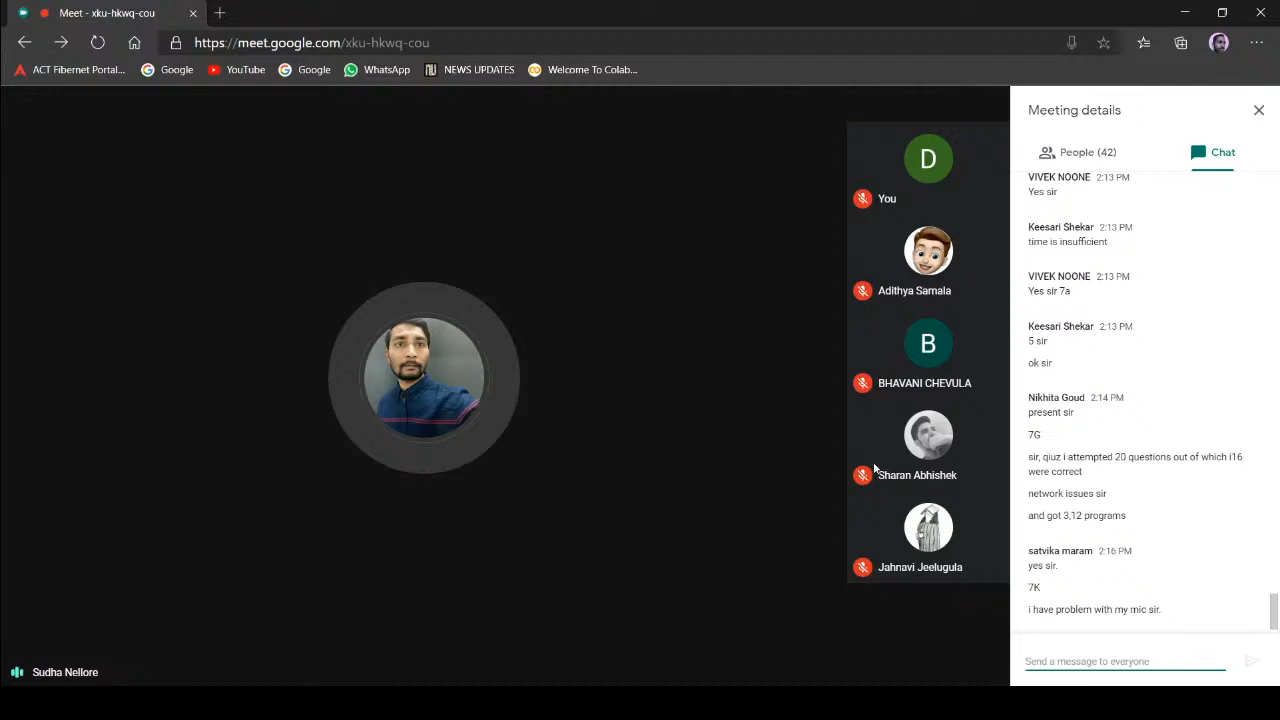 Meet - xku-hkwq-cou
https://meet.google.com/xku-hkwq-cou
ACT Fibernet Portal... Google YouTube Google WhatsApp NEWS UPDATES Welcome To Colab...
D
You
Adithya Samala
B
BHAVANI CHEVULA
Sharan Abhishek
Jahnavi Jeelugula
Sudha Nellore
Meeting details
People (42) Chat
VIVEK NOONE 2:13 PM
Yes sir
Keesari Shekar 2:13 PM
time is insufficient
VIVEK NOONE 2:13 PM
Yes sir 7a
Keesari Shekar 2:13 PM
5 sir
ok sir
Nikhita Goud 2:14 PM
present sir
7G
sir, qiuz i attempted 20 questions out of which i16
were correct
network issues sir
and got 3,12 programs
satvika maram 2:16 PM
yes sir.
7K
i have problem with my mic sir.
Send a message to everyone